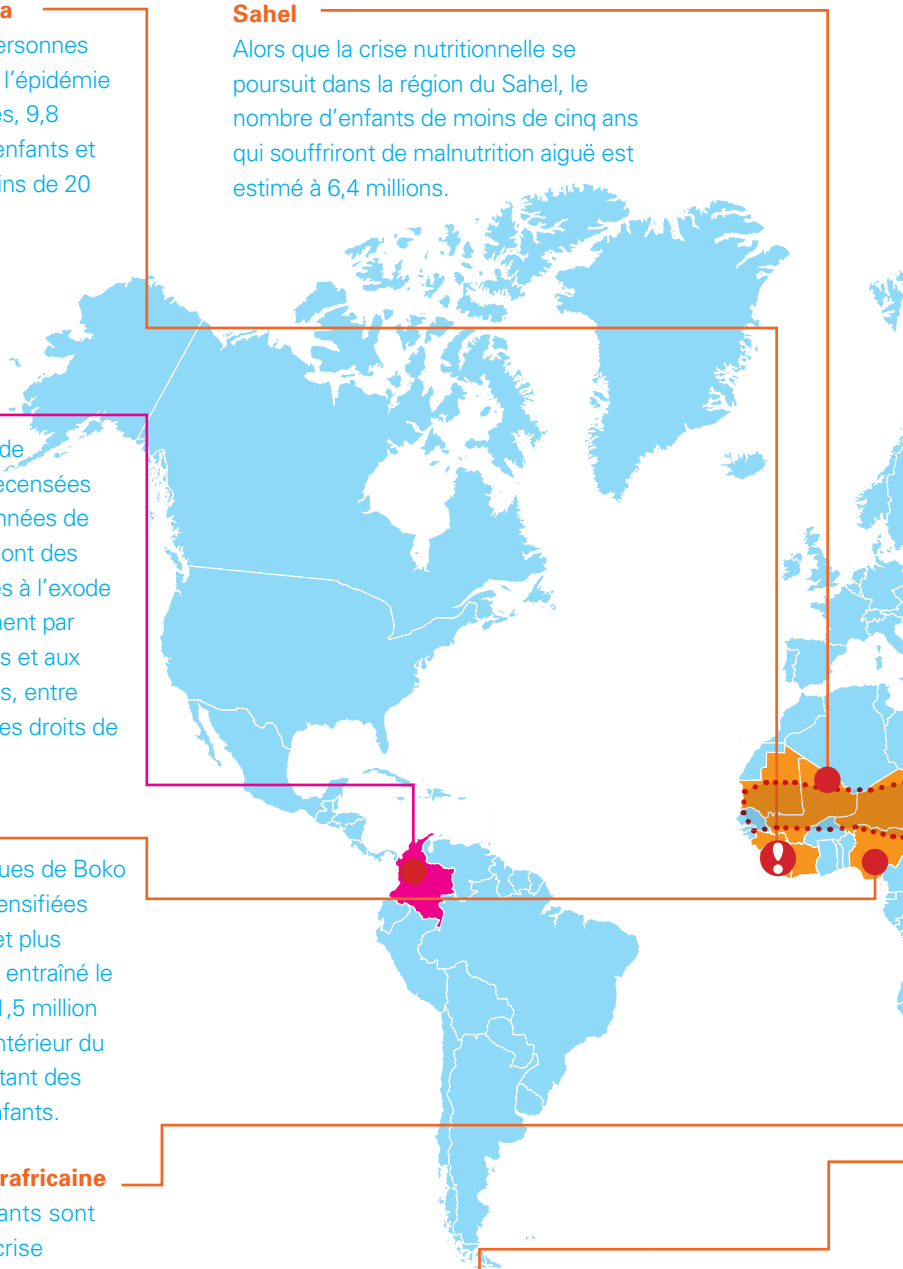 a
ersonnes
l'épidémie
es, 9,8
enfants et
ins de 20
Sahel
Alors que la crise nutritionnelle se
poursuit dans la région du Sahel, le
nombre d'enfants de moins de cinq ans
qui souffriront de malnutrition aiguë est
estimé à 6,4 millions.
de
ecensées
nnées de
ont des
es à l'exode
nent par
s et aux
s, entre
es droits de
ues de Boko
ensifiées
et plus
entraîné le
1,5 million
ntérieur du
tant des
nfants.
rafricaine
ants sont
crise